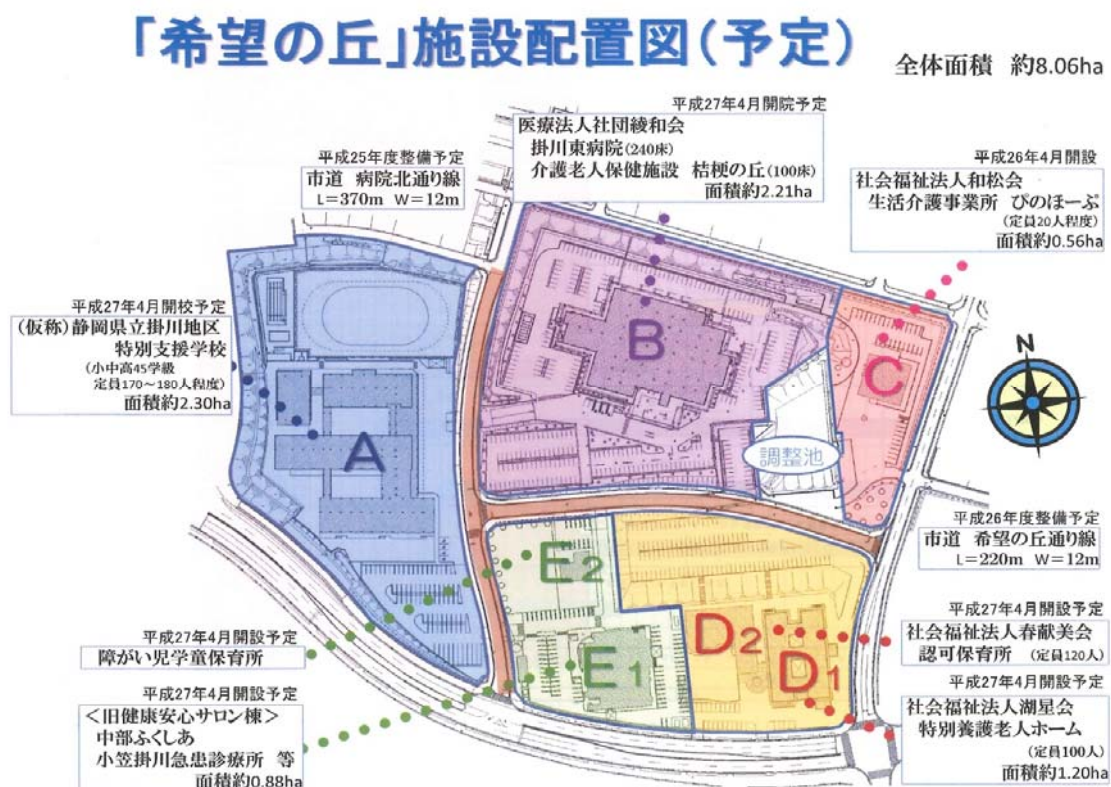 「希望の丘」施設配置図(予定)
全体面積 約8.06ha
平成27年4月開院予定
医療法人社団綾和会
掛川東病院(240床)
介護老人保健施設 桔梗の丘(100床)
面積約2.21ha
平成25年度整備予定
市道 病院北通り線
L=370m W=12m
平成26年4月開設
社会福祉法人和松会
生活介護事業所 ぴのほーぷ
(定員20人程度)
面積約0.56ha
平成27年4月開校予定
(仮称)静岡県立掛川地区
特別支援学校
(小中高45学級
定員170～180人程度)
面積約2.30ha
A
B
C
N
調整池
平成26年度整備予定
市道 希望の丘通り線
L=220m W=12m
E2
D2
D1
E1
平成27年4月開設予定
障がい児学童保育所
平成27年4月開設予定
<旧健康安心サロン棟>
中部ふくしあ
小笠掛川急患診療所 等
面積約0.88ha
平成27年4月開設予定
社会福祉法人春献美会
認可保育所 (定員120人)
平成27年4月開設予定
社会福祉法人湖星会
特別養護老人ホーム
(定員100人)
面積約1.20ha